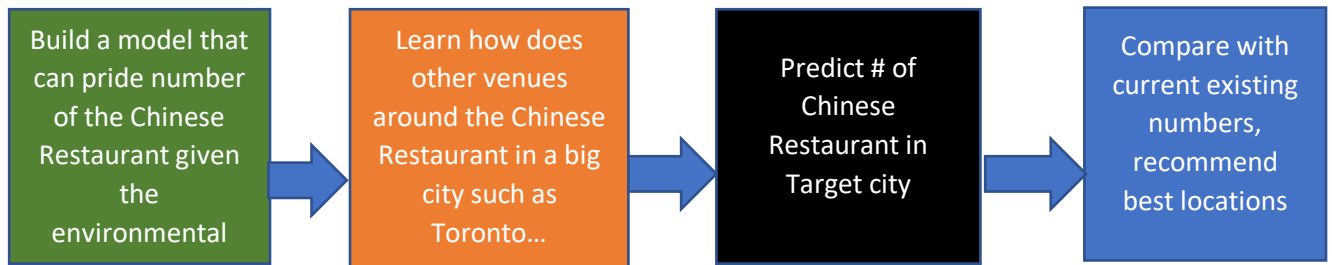 Build a model that
can pride number
of the Chinese
Restaurant given
the
environmental
Learn how does
other venues
around the Chinese
Restaurant in a big
city such as
Toronto…
Predict # of
Chinese
Restaurant in
Target city
Compare with
current existing
numbers,
recommend
best locations